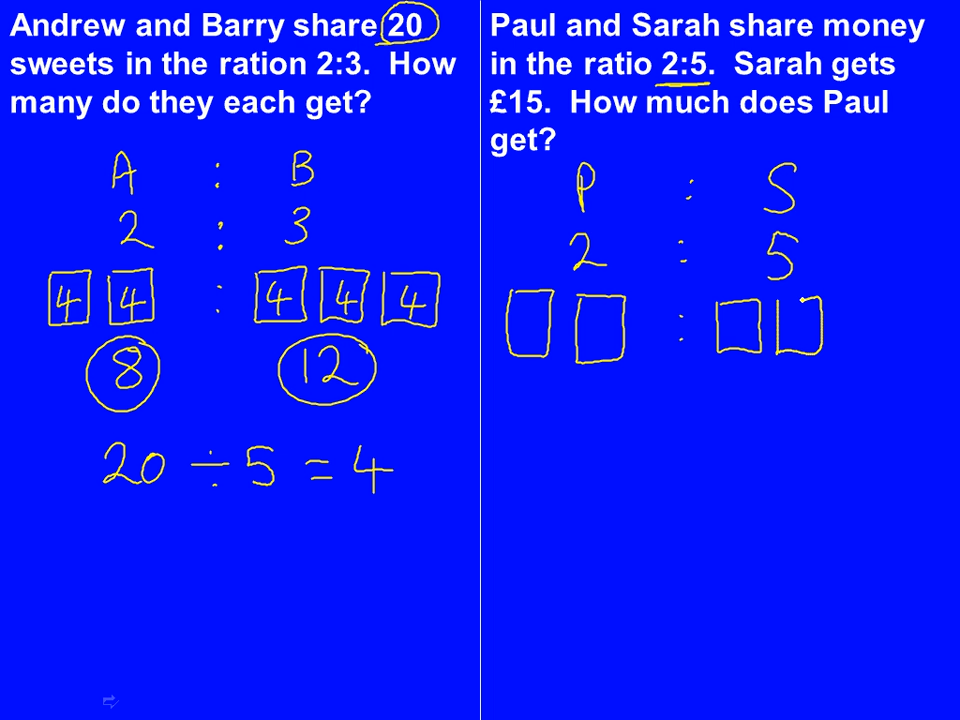 Andrew and Barry share 20
sweets in the ration 2:3. How
many do they each get?
A : B
2 : 3
4 4 : 4 4 4
8 12
20 ÷ 5 = 4
Paul and Sarah share money
in the ratio 2:5. Sarah gets
£15. How much does Paul
get?
P : S
2 : 5
: